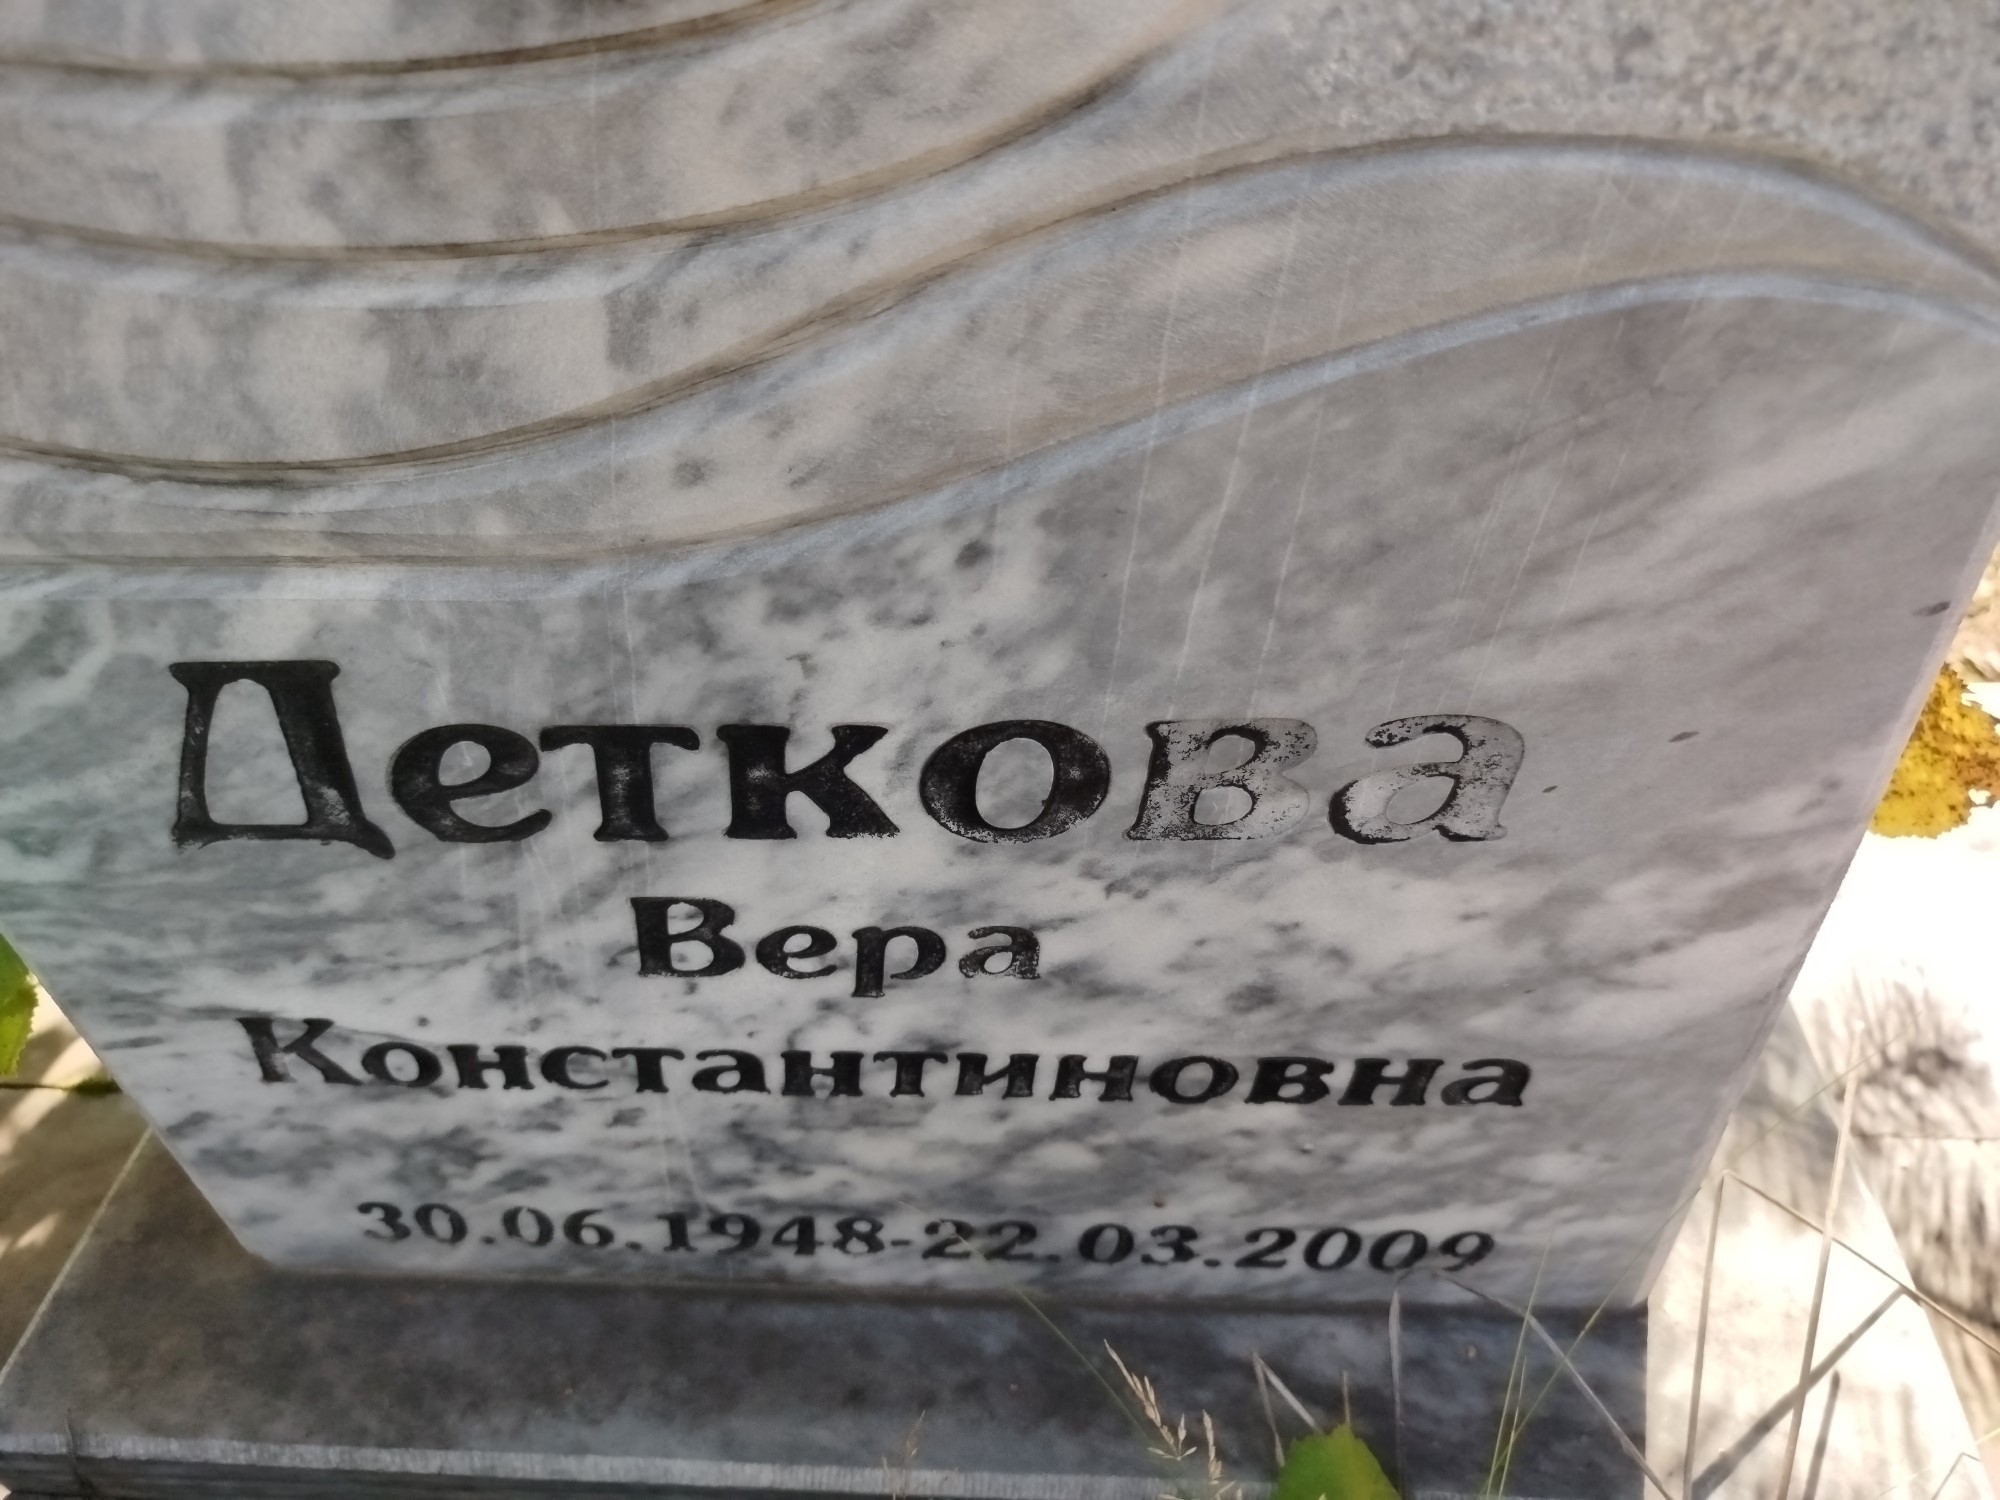 Деткова
Вера
Константиновна
30.06.1948-22.03.2009